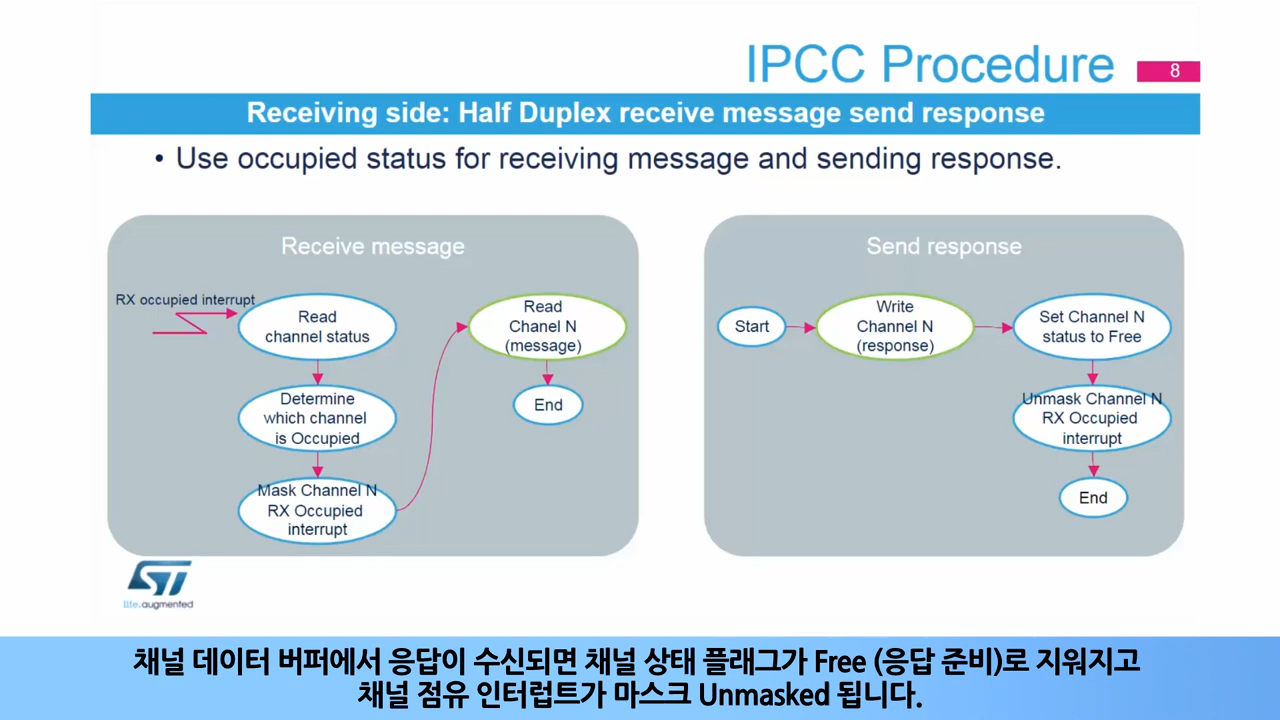 IPCC Procedure
8
Receiving side: Half Duplex receive message send response
• Use occupied status for receiving message and sending response.
Receive message
RX occupied interrupt
Read
channel status
Determine
which channel
is Occupied
Mask Channel N
RX Occupied
interrupt
Read
Chanel N
(message)
End
Send response
Start
Write
Channel N
(response)
Set Channel N
status to Free
Unmask Channel N
RX Occupied
interrupt
End
ST
life.augmented
채널 데이터 버퍼에서 응답이 수신되면 채널 상태 플래그가 Free (응답 준비)로 지워지고
채널 점유 인터럽트가 마스크 Unmasked 됩니다.